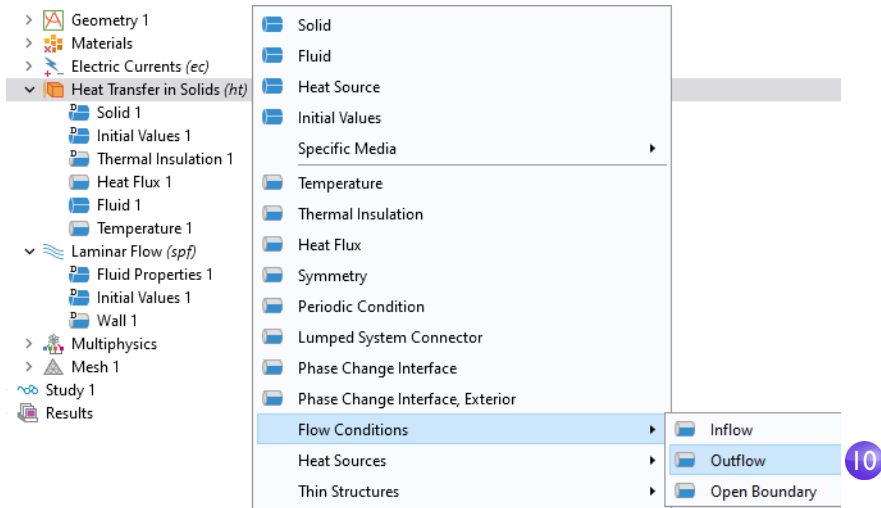 Geometry 1
Materials
Electric Currents (ec)
Heat Transfer in Solids (ht)
Solid 1
Initial Values 1
Thermal Insulation 1
Heat Flux 1
Fluid 1
Temperature 1
Laminar Flow (spf)
Fluid Properties 1
Initial Values 1
Wall 1
Multiphysics
Mesh 1
Study 1
Results
Solid
Fluid
Heat Source
Initial Values
Specific Media
Temperature
Thermal Insulation
Heat Flux
Symmetry
Periodic Condition
Lumped System Connector
Phase Change Interface
Phase Change Interface, Exterior
Flow Conditions
Heat Sources
Thin Structures
Inflow
Outflow
Open Boundary
10